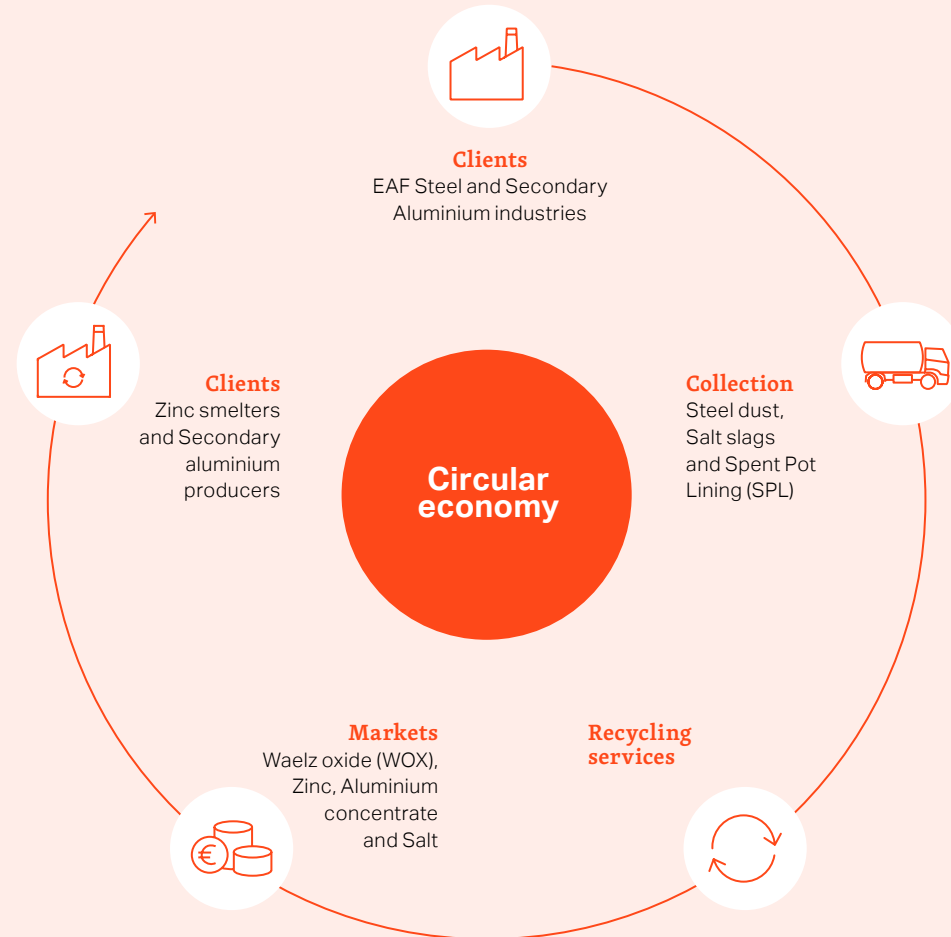 Clients
EAF Steel and Secondary
Aluminium industries
Collection
Steel dust,
Salt slags
and Spent Pot
Lining (SPL)
Recycling
services
Markets
Waelz oxide (WOX),
Zinc, Aluminium
concentrate
and Salt
€
Clients
Zinc smelters
and Secondary
aluminium
producers
Circular
economy